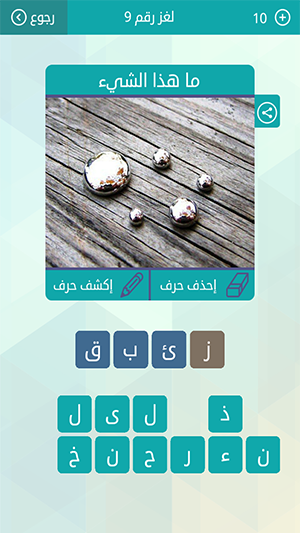 رجوع لغز رقم 9 10
ما هذا الشيء
إحذف حرف إكشف حرف
ز ئ ب ق
ذ ل ى ل
ن ء ر ح ن خ